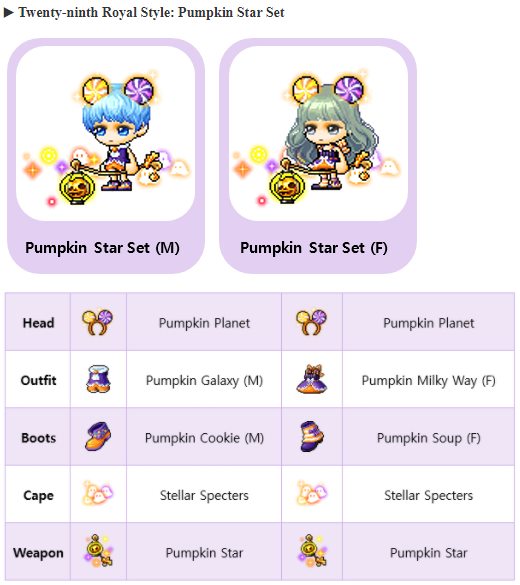 ► Twenty-ninth Royal Style: Pumpkin Star Set
Pumpkin Star Set (M)
Pumpkin Star Set (F)
Head Pumpkin Planet Pumpkin Planet
Outfit Pumpkin Galaxy (M) Pumpkin Milky Way (F)
Boots Pumpkin Cookie (M) Pumpkin Soup (F)
Cape Stellar Specters Stellar Specters
Weapon Pumpkin Star Pumpkin Star